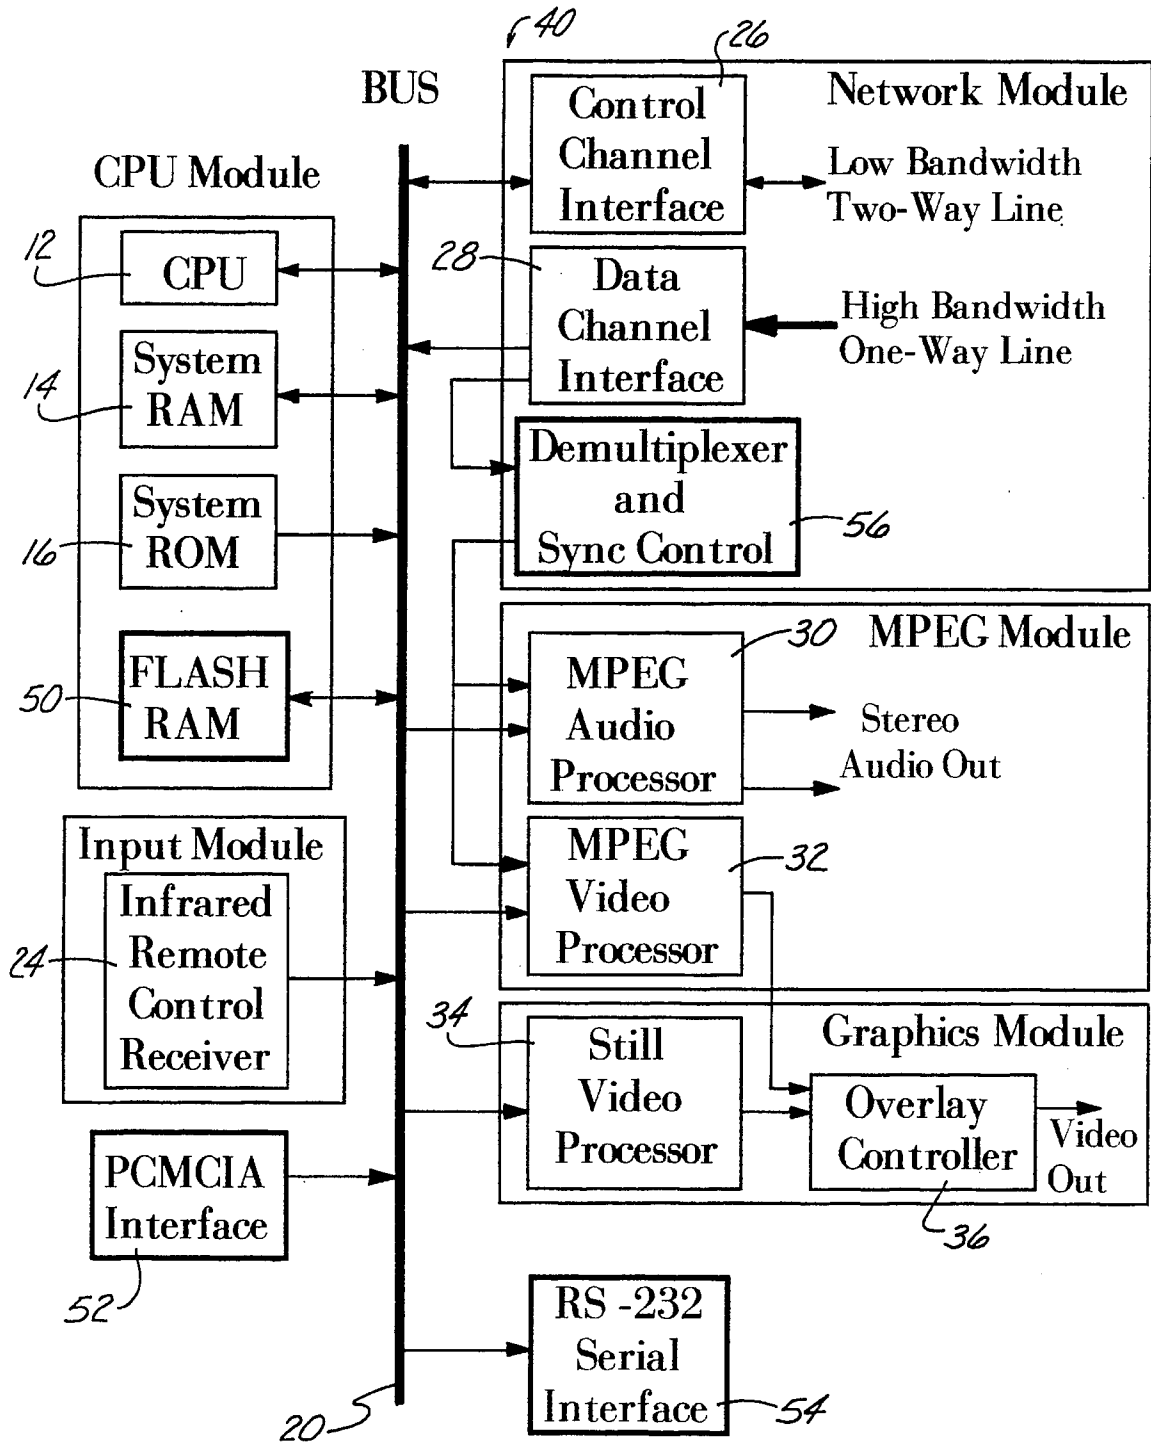 40
26
BUS
Network Module
Control
Channel
Interface
Low Bandwidth
Two-Way Line
CPU Module
12
CPU
28
Data
Channel
Interface
High Bandwidth
One-Way Line
14
System
RAM
Demultiplexer
and
Sync Control
56
16
System
ROM
MPEG Module
30
MPEG
Audio
Processor
Stereo
Audio Out
50
FLASH
RAM
Input Module
MPEG
Video
Processor
32
24
Infrared
Remote
Control
Receiver
34
Graphics Module
Still
Video
Processor
Overlay
Controller
Video
Out
36
PCMCIA
Interface
52
RS -232
Serial
Interface
54
20